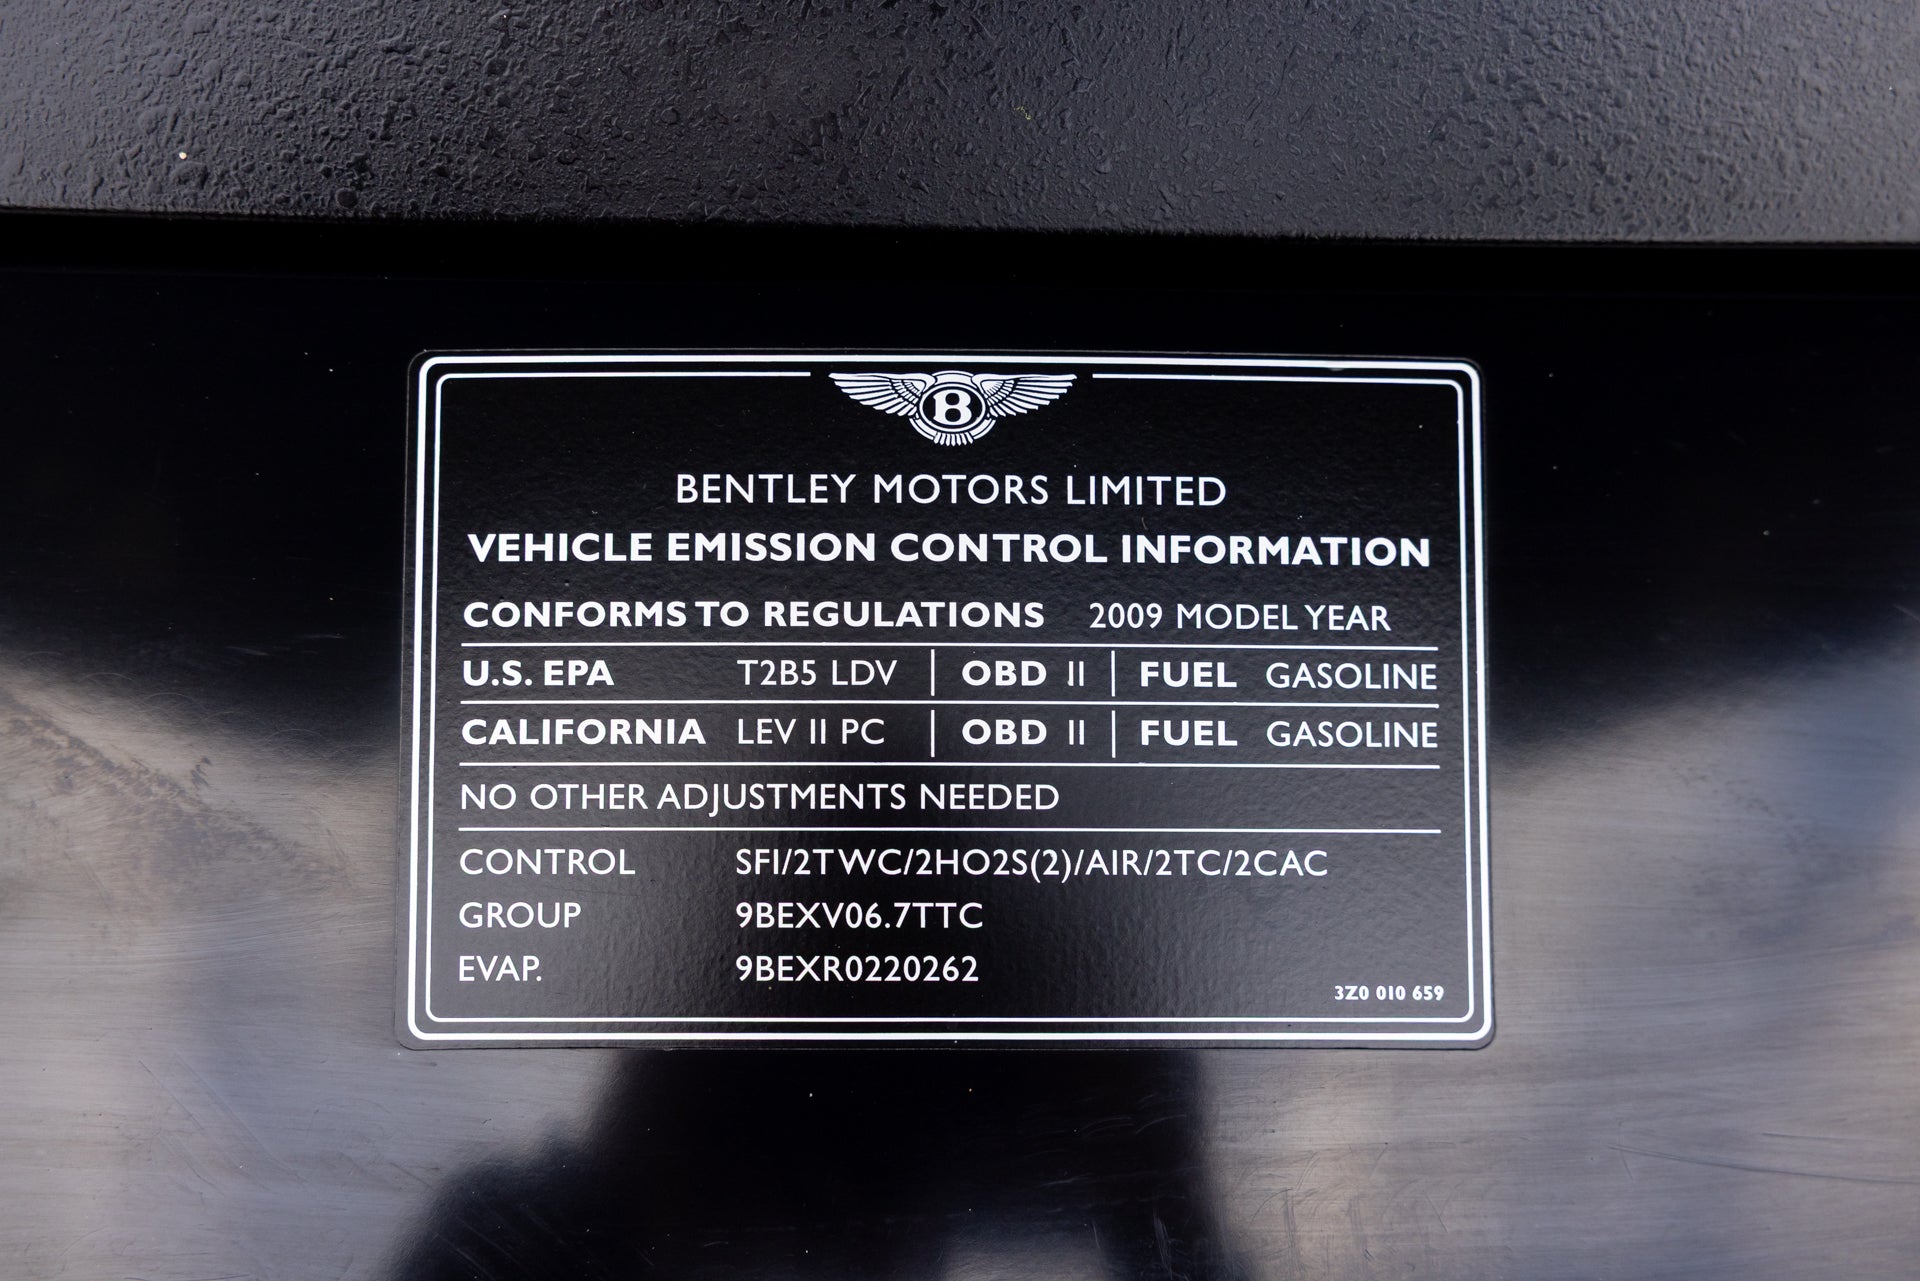 B
BENTLEY MOTORS LIMITED
VEHICLE EMISSION CONTROL INFORMATION
CONFORMS TO REGULATIONS 2009 MODEL YEAR
U.S. EPA T2B5 LDV | OBD II | FUEL GASOLINE
CALIFORNIA LEV II PC | OBD II | FUEL GASOLINE
NO OTHER ADJUSTMENTS NEEDED
CONTROL SFI/2TWC/2HO2S(2)/AIR/2TC/2CAC
GROUP 9BEXV06.7TTC
EVAP. 9BEXR0220262
3Z0 010 659